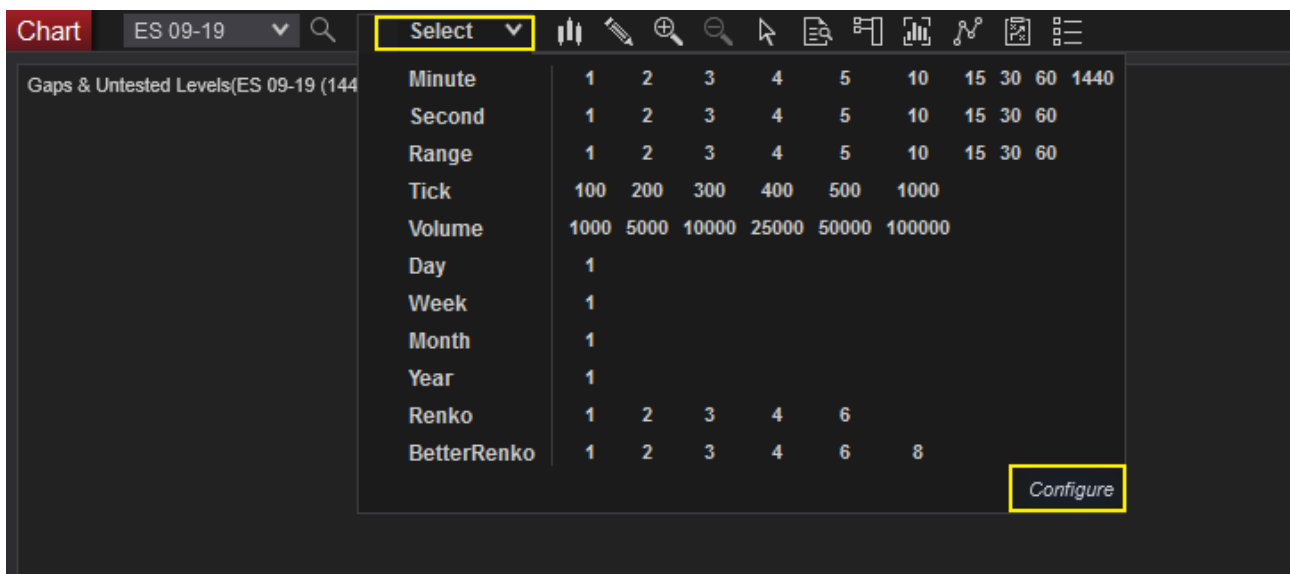 Chart ES 09-19 Select
Gaps & Untested Levels(ES 09-19 (144
Minute 1 2 3 4 5 10 15 30 60 1440
Second 1 2 3 4 5 10 15 30 60
Range 1 2 3 4 5 10 15 30 60
Tick 100 200 300 400 500 1000
Volume 1000 5000 10000 25000 50000 100000
Day 1
Week 1
Month 1
Year 1
Renko 1 2 3 4 6
BetterRenko 1 2 3 4 6 8
Configure